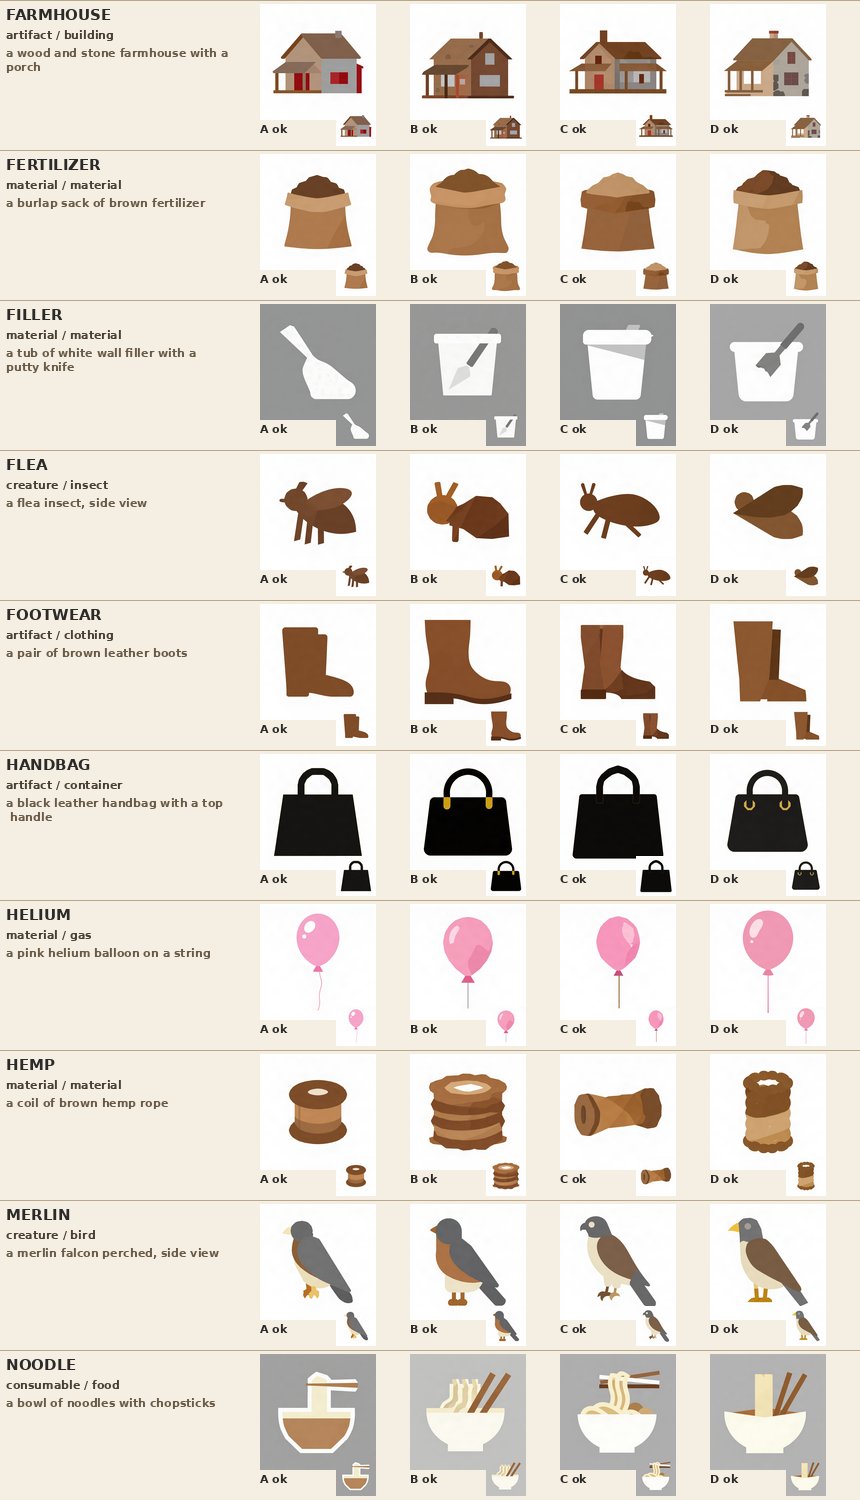 FARMHOUSE
artifact / building
a wood and stone farmhouse with a
porch
A ok
B ok
C ok
D ok
FERTILIZER
material / material
a burlap sack of brown fertilizer
A ok
B ok
C ok
D ok
FILLER
material / material
a tub of white wall filler with a
putty knife
A ok
B ok
C ok
D ok
FLEA
creature / insect
a flea insect, side view
A ok
B ok
C ok
D ok
FOOTWEAR
artifact / clothing
a pair of brown leather boots
A ok
B ok
C ok
D ok
HANDBAG
artifact / container
a black leather handbag with a top
handle
A ok
B ok
C ok
D ok
HELIUM
material / gas
a pink helium balloon on a string
A ok
B ok
C ok
D ok
HEMP
material / material
a coil of brown hemp rope
A ok
B ok
C ok
D ok
MERLIN
creature / bird
a merlin falcon perched, side view
A ok
B ok
C ok
D ok
NOODLE
consumable / food
a bowl of noodles with chopsticks
A ok
B ok
C ok
D ok